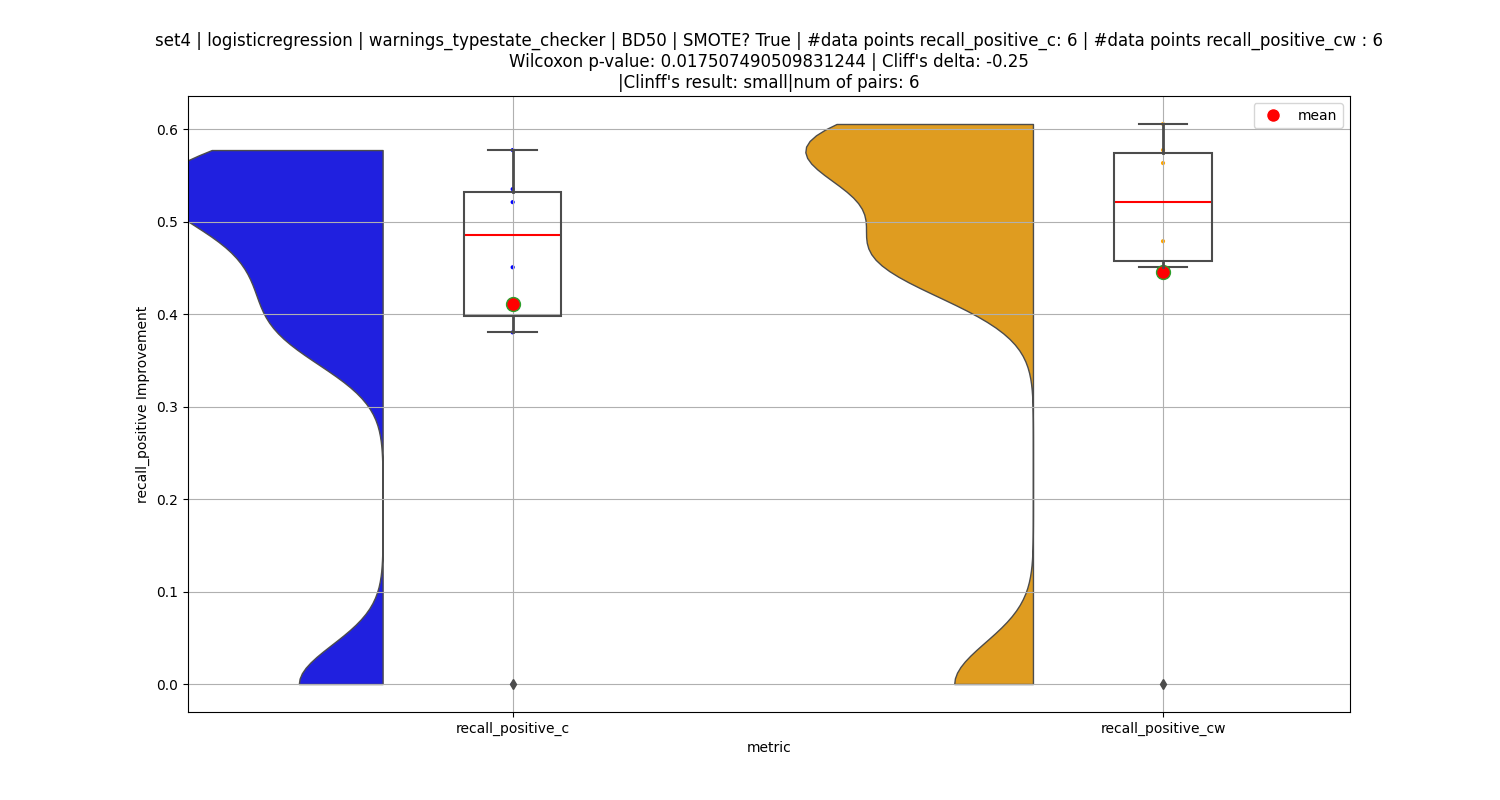 set4 | logisticregression | warnings_typestate_checker | BD50 | SMOTE? True | #data points recall_positive_c: 6 | #data points recall_positive_cw : 6
Wilcoxon p-value: 0.017507490509831244 | Cliff's delta: -0.25
|Clinff's result: small|num of pairs: 6
mean
0.6
0.5
0.4
0.3
0.2
0.1
0.0
recall_positive Improvement
recall_positive_c
recall_positive_cw
metric